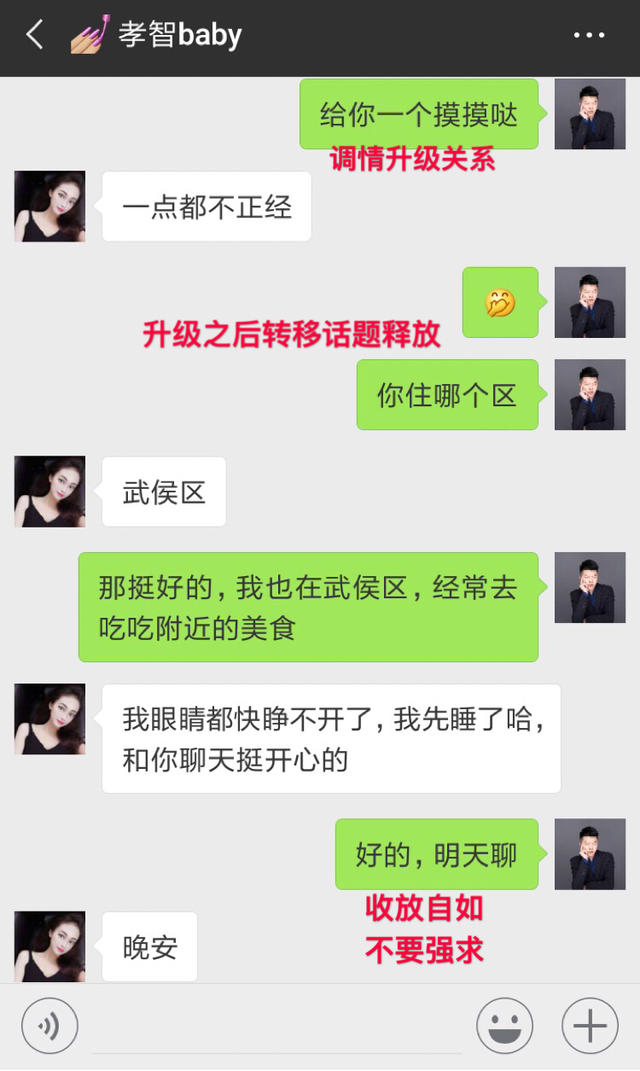 孝智baby
给你一个摸摸哒
调情升级关系
一点都不正经
升级之后转移话题释放
你住哪个区
武侯区
那挺好的，我也在武侯区，经常去
吃吃附近的美食
我眼睛都快睁不开了，我先睡了哈，
和你聊天挺开心的
好的，明天聊
收放自如
不要强求
晚安